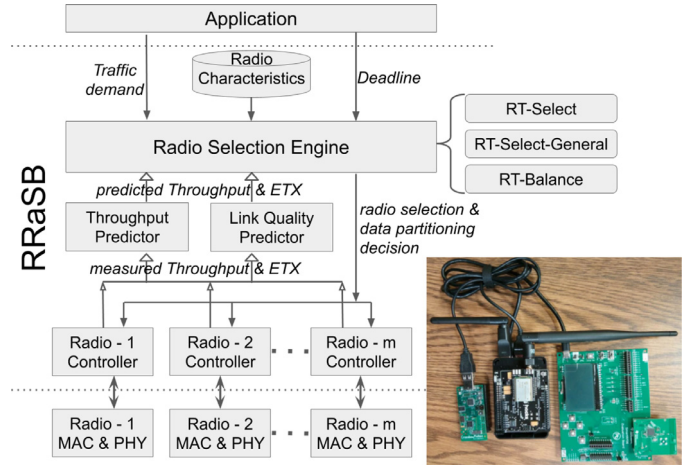 Application
Traffic
demand
Radio
Characteristics
Deadline
Radio Selection Engine
RT-Select
RT-Select-General
RT-Balance
predicted Throughput & ETX
Throughput
Predictor
Link Quality
Predictor
radio selection &
data partitioning
decision
measured Throughput & ETX
RRaSB
Radio - 1
Controller
Radio - 2
Controller
Radio - m
Controller
Radio - 1
MAC & PHY
Radio - 2
MAC & PHY
Radio - m
MAC & PHY